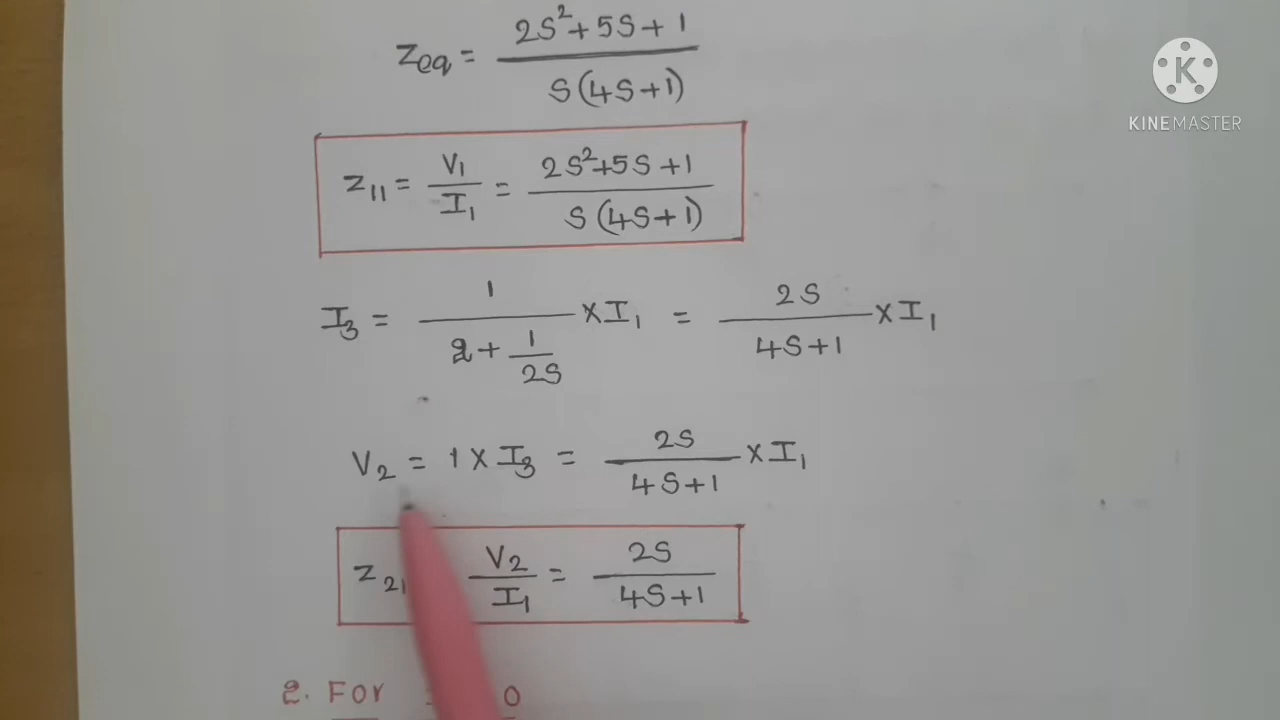 Zeq = 2S²+5S+1 / S(4S+1)
KINEMASTER
Z11 = V1/I1 = 2S²+5S+1 / S(4S+1)
I3 = 1 / 2+1/2S × I1 = 2S / 4S+1 × I1
V2 = 1 × I3 = 2S / 4S+1 × I1
Z21 V2/I1 = 2S / 4S+1
2. For 0